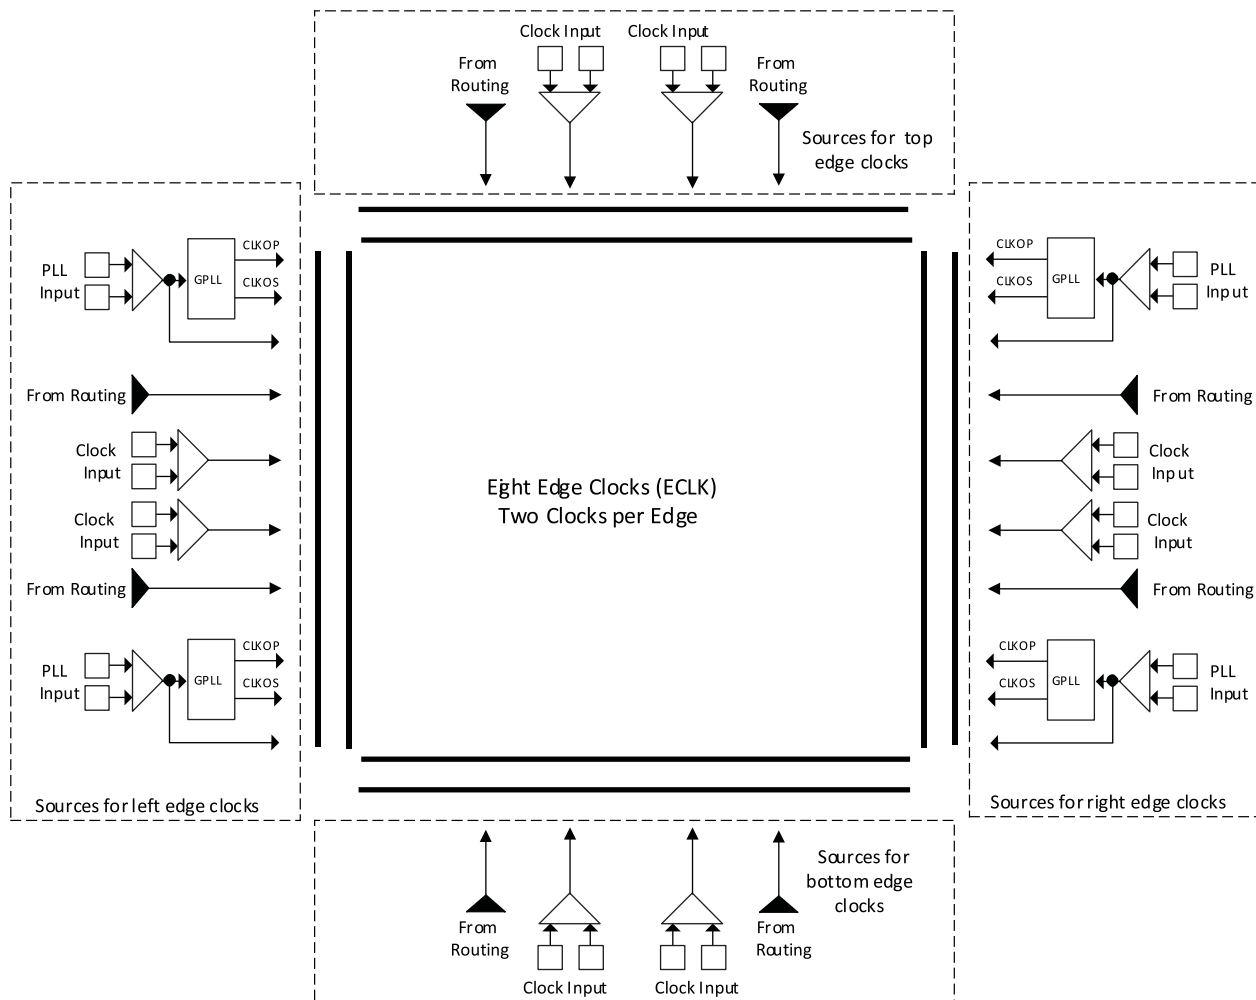 Clock Input
Clock Input
From
Routing
From
Routing
Sources for top
edge clocks
PLL
Input
GPLL
CLKOP
CLKOS
From Routing
Clock
Input
Clock
Input
From Routing
PLL
Input
GPLL
CLKOP
CLKOS
Sources for left edge clocks
Eight Edge Clocks (ECLK)
Two Clocks per Edge
CLKOP
CLKOS
GPLL
PLL
Input
From Routing
Clock
Input
Clock
Input
From Routing
CLKOP
CLKOS
GPLL
PLL
Input
Sources for right edge clocks
From
Routing
Clock Input
Clock Input
From
Routing
Sources for
bottom edge
clocks